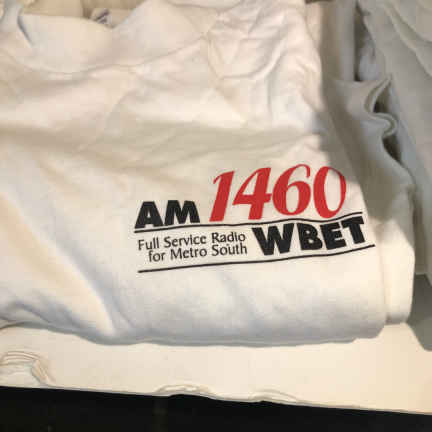 AM 1460
Full Service Radio
for Metro South
WBET